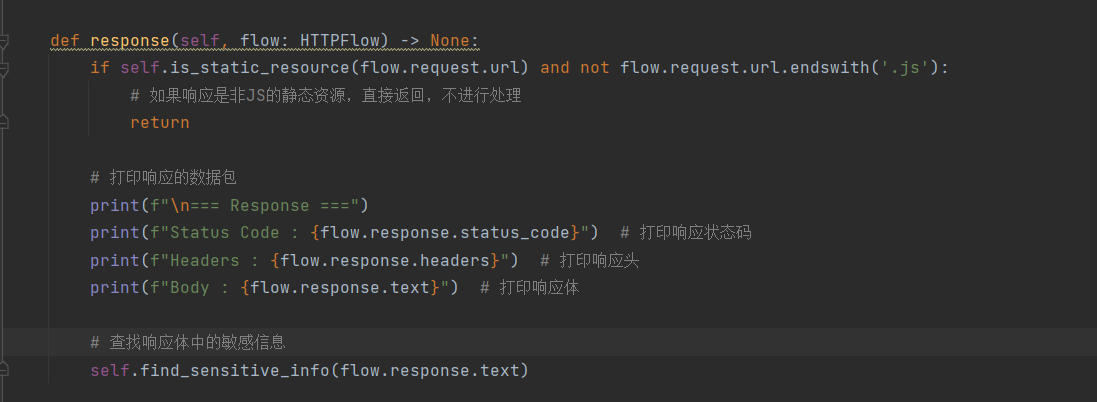 def response(self, flow: HTTPFlow) -> None:
if self.is_static_resource(flow.request.url) and not flow.request.url.endswith('.js'):
# 如果响应是非JS的静态资源，直接返回，不进行处理
return
# 打印响应的数据包
print(f"\n=== Response ===")
print(f"Status Code : {flow.response.status_code}")  # 打印响应状态码
print(f"Headers : {flow.response.headers}")  # 打印响应头
print(f"Body : {flow.response.text}")  # 打印响应体
# 查找响应体中的敏感信息
self.find_sensitive_info(flow.response.text)